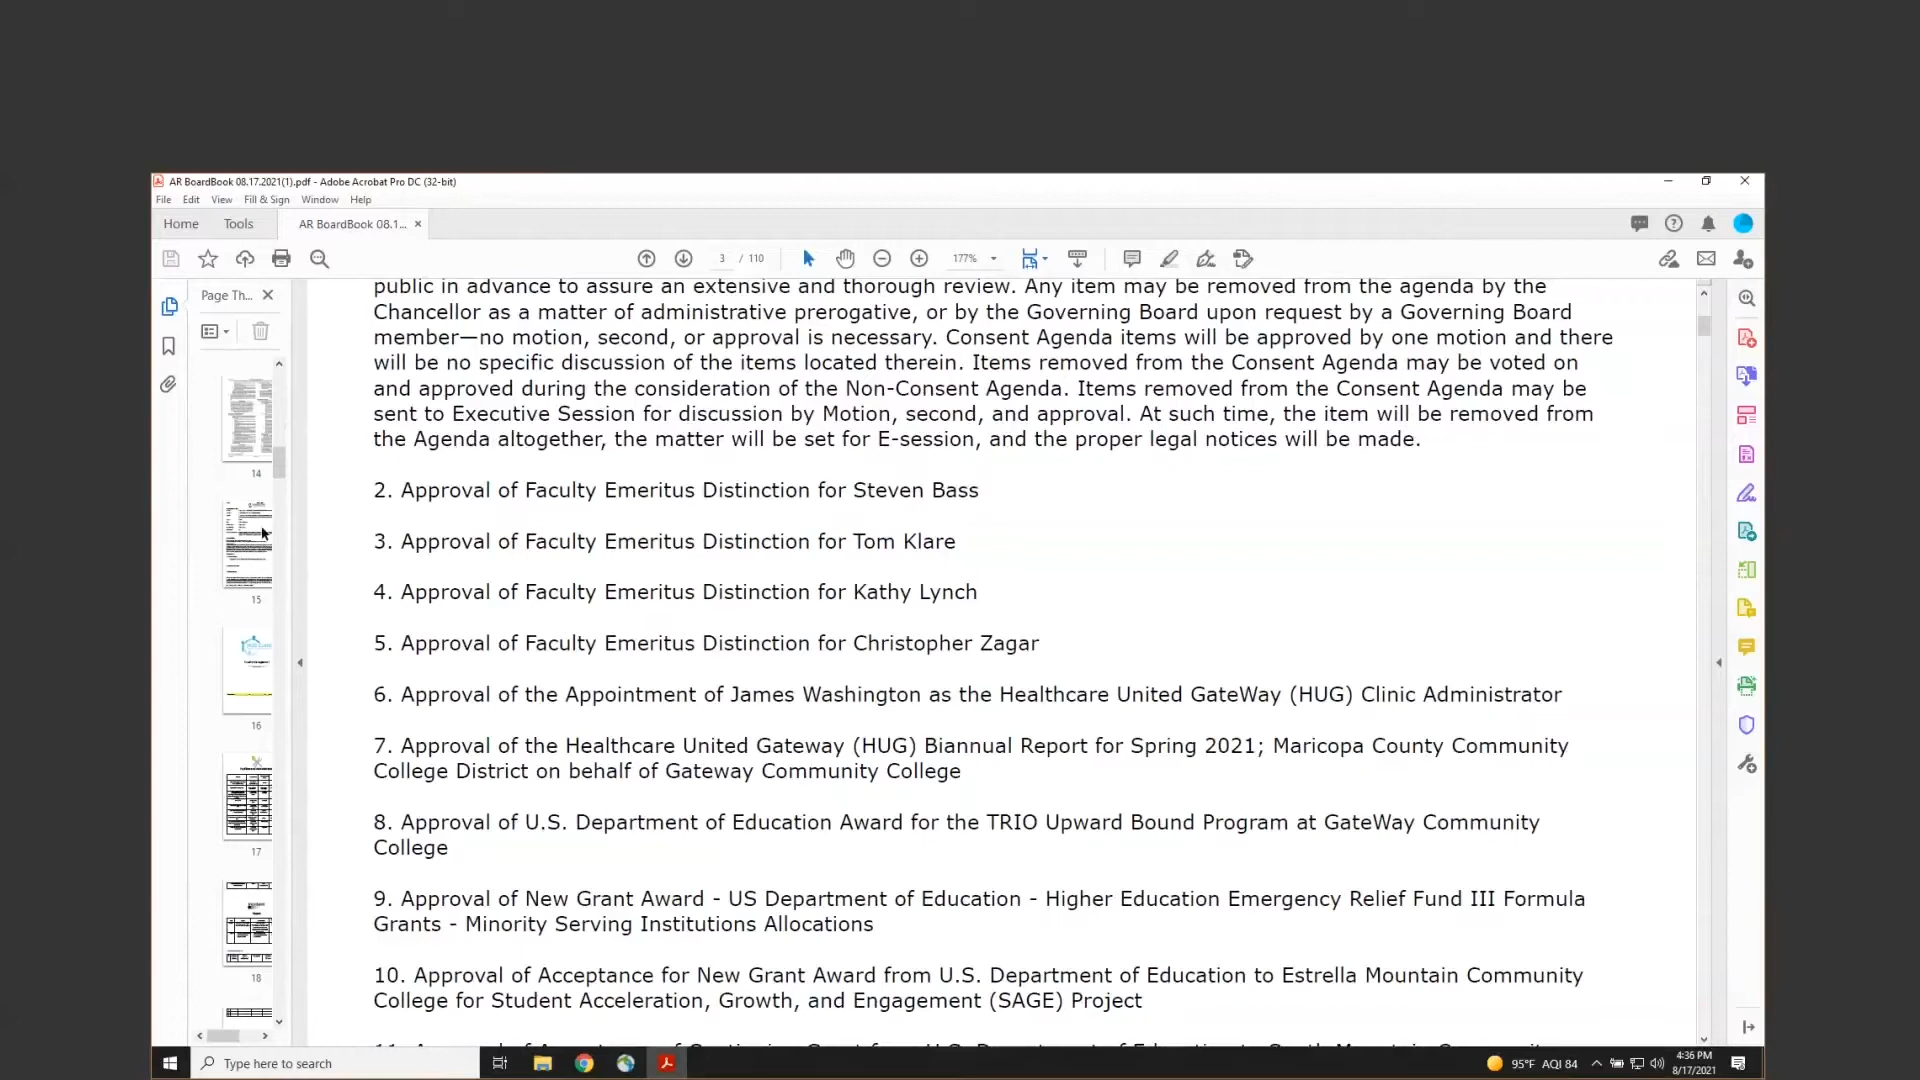 AR BoardBook 08.17.2021(1).pdf - Adobe Acrobat Pro DC (32-bit)
File Edit View Fill & Sign Window Help
Home Tools AR BoardBook 08.1...
3 / 110 177%
Page Th...
public in advance to assure an extensive and thorough review. Any item may be removed from the agenda by the
Chancellor as a matter of administrative prerogative, or by the Governing Board upon request by a Governing Board
member—no motion, second, or approval is necessary. Consent Agenda items will be approved by one motion and there
will be no specific discussion of the items located therein. Items removed from the Consent Agenda may be voted on
and approved during the consideration of the Non-Consent Agenda. Items removed from the Consent Agenda may be
sent to Executive Session for discussion by Motion, second, and approval. At such time, the item will be removed from
the Agenda altogether, the matter will be set for E-session, and the proper legal notices will be made.
14
2. Approval of Faculty Emeritus Distinction for Steven Bass
3. Approval of Faculty Emeritus Distinction for Tom Klare
4. Approval of Faculty Emeritus Distinction for Kathy Lynch
15
5. Approval of Faculty Emeritus Distinction for Christopher Zagar
6. Approval of the Appointment of James Washington as the Healthcare United GateWay (HUG) Clinic Administrator
16
7. Approval of the Healthcare United Gateway (HUG) Biannual Report for Spring 2021; Maricopa County Community
College District on behalf of Gateway Community College
8. Approval of U.S. Department of Education Award for the TRIO Upward Bound Program at GateWay Community
College
17
9. Approval of New Grant Award - US Department of Education - Higher Education Emergency Relief Fund III Formula
Grants - Minority Serving Institutions Allocations
10. Approval of Acceptance for New Grant Award from U.S. Department of Education to Estrella Mountain Community
College for Student Acceleration, Growth, and Engagement (SAGE) Project
18
Type here to search
95°F AQI 84
4:36 PM
8/17/2021